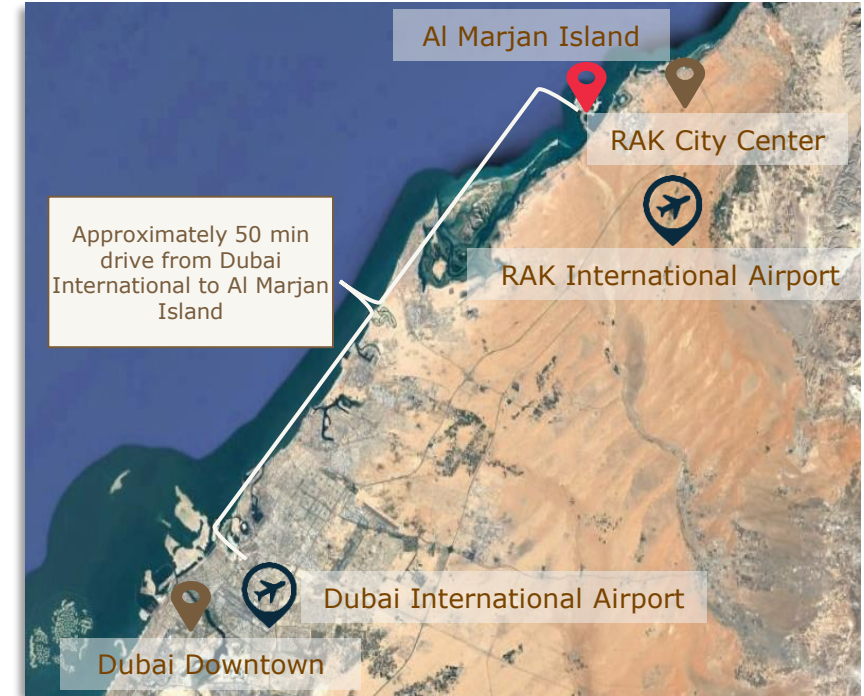 Al Marjan Island
RAK City Center
RAK International Airport
Approximately 50 min
drive from Dubai
International to Al Marjan
Island
Dubai International Airport
Dubai Downtown